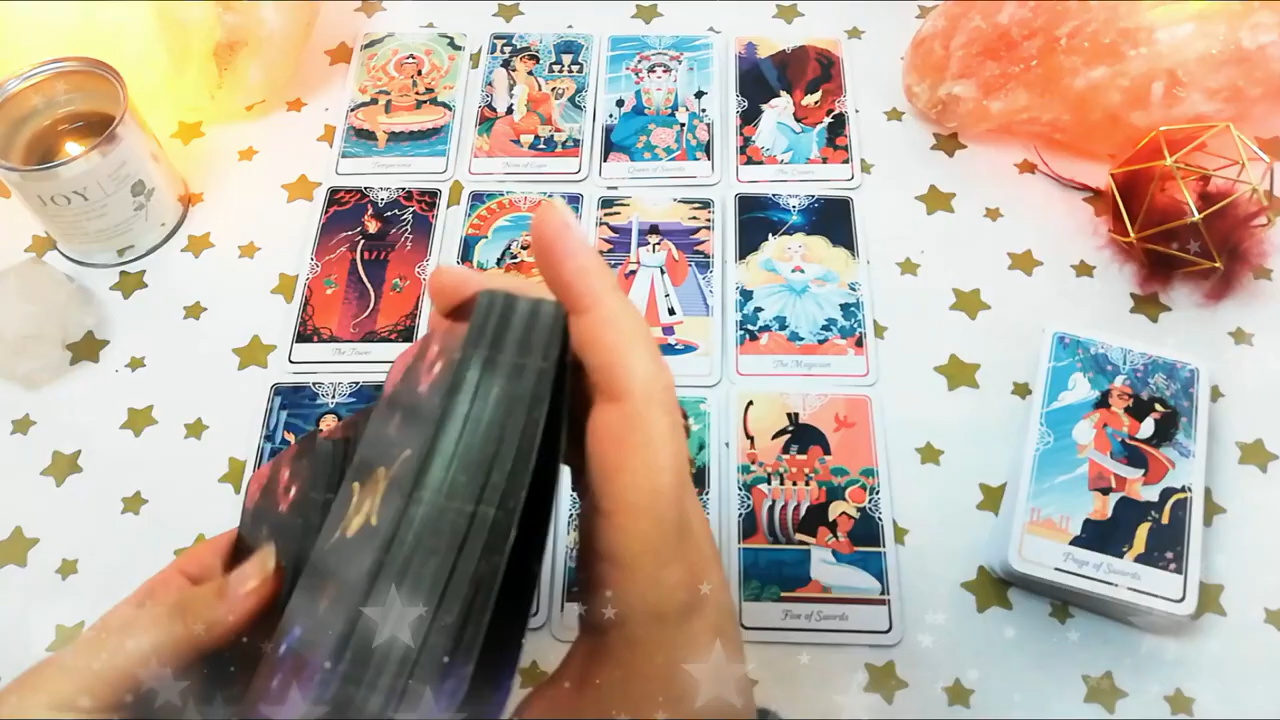 JOY
Temperance
Nine of Cups
Queen of Swords
The Lovers
The Tower
The Magician
Five of Swords
Page of Swords